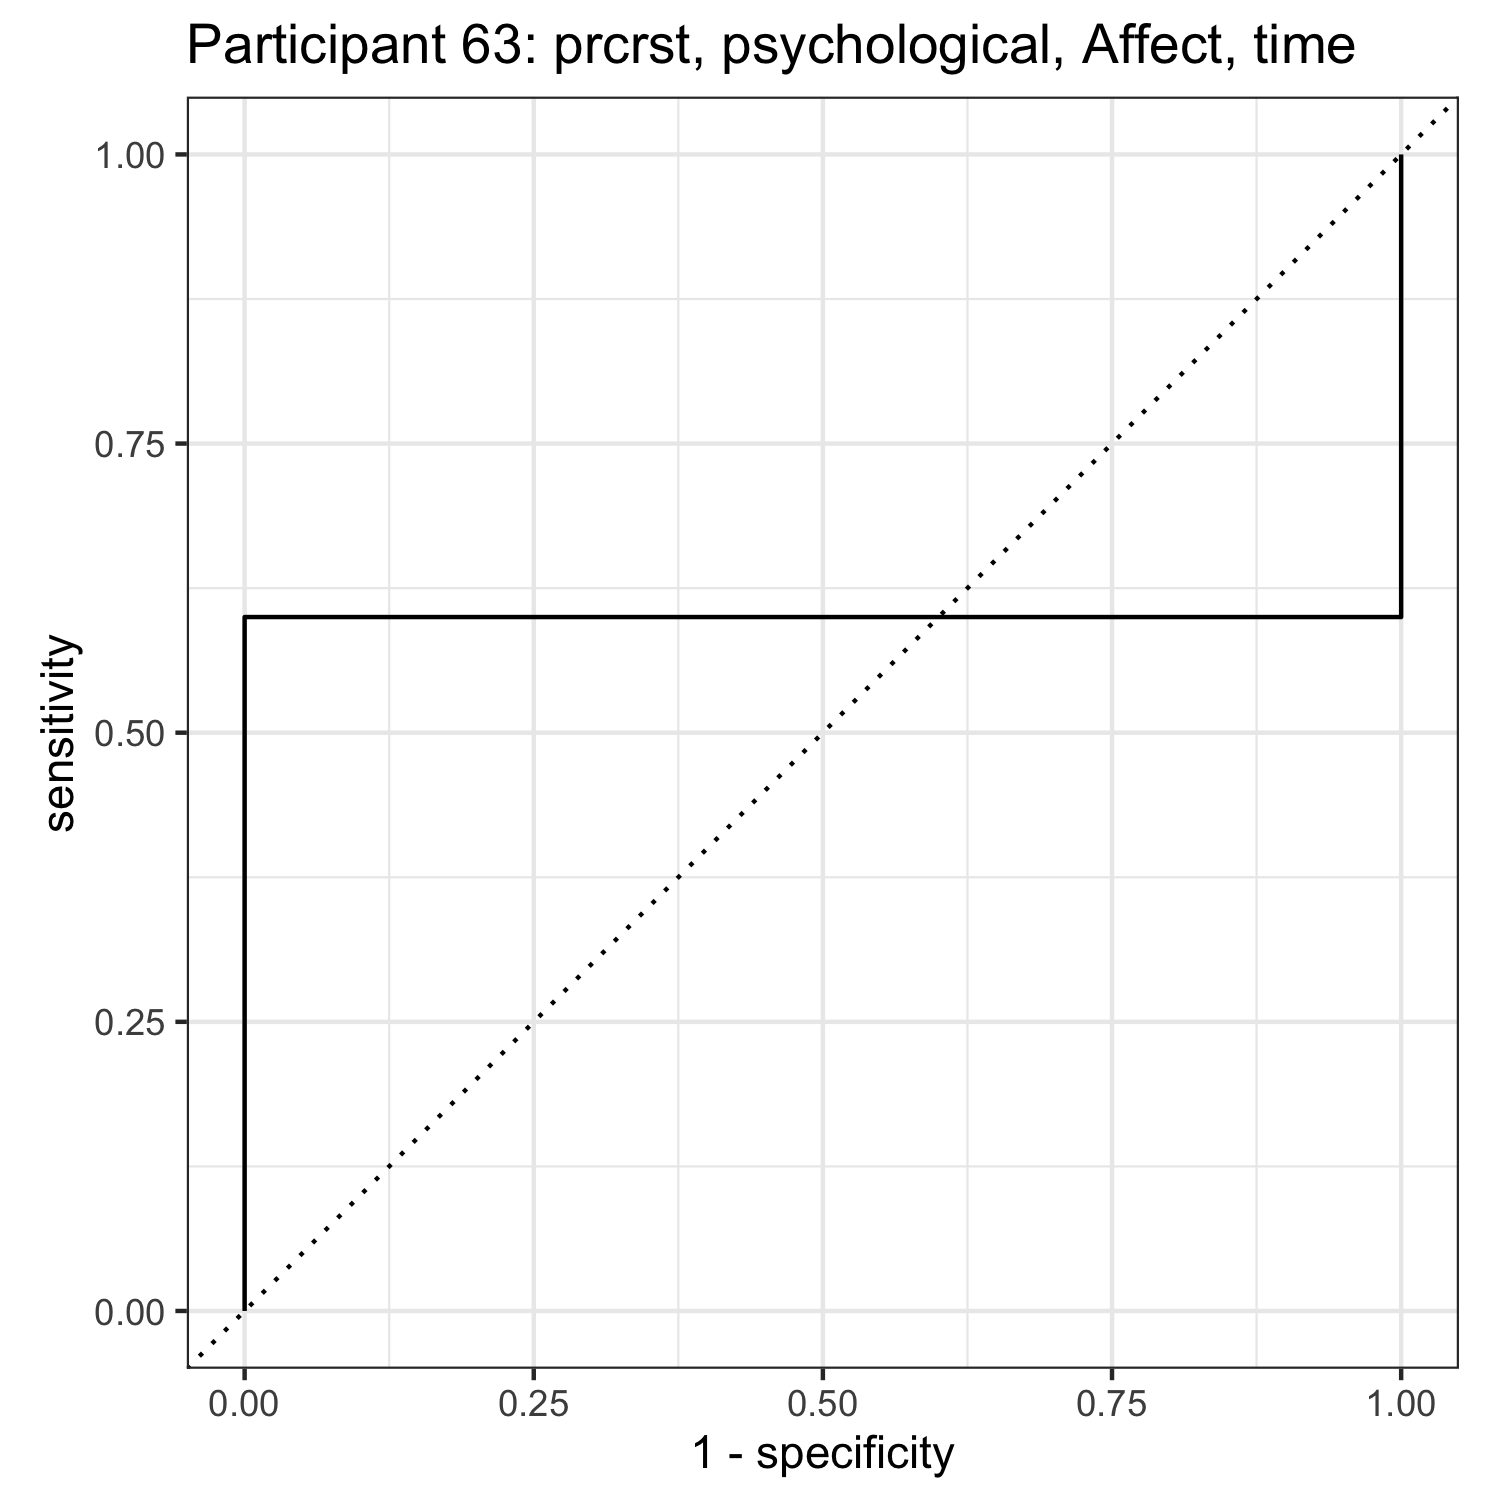 Participant 63: prcrst, psychological, Affect, time
1.00
0.75
0.50
0.25
0.00
sensitivity
0.00 0.25 0.50 0.75 1.00
1 - specificity